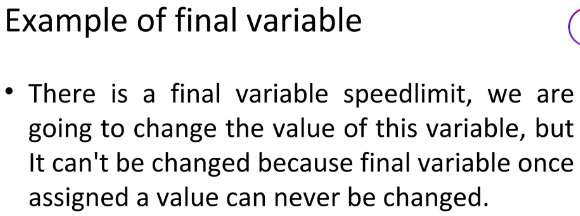 Example of final variable
• There is a final variable speedlimit, we are
going to change the value of this variable, but
It can't be changed because final variable once
assigned a value can never be changed.